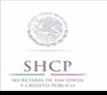 SHCP
SECRETARÍA DE HACIENDA
Y CRÉDITO PÚBLICO